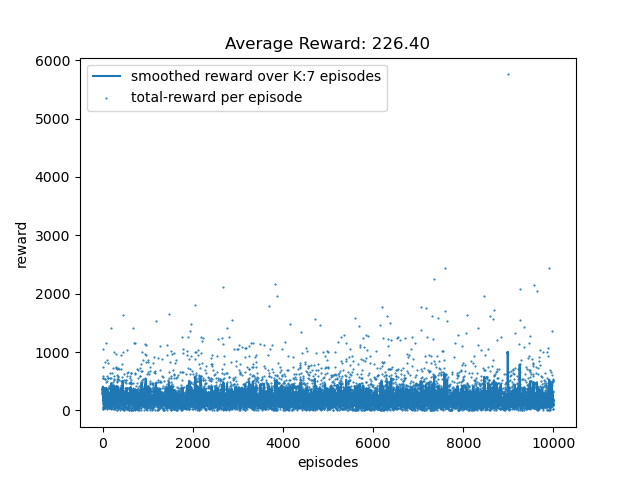 Average Reward: 226.40
smoothed reward over K:7 episodes
total-reward per episode
6000
5000
4000
3000
2000
1000
0
reward
0 2000 4000 6000 8000 10000
episodes